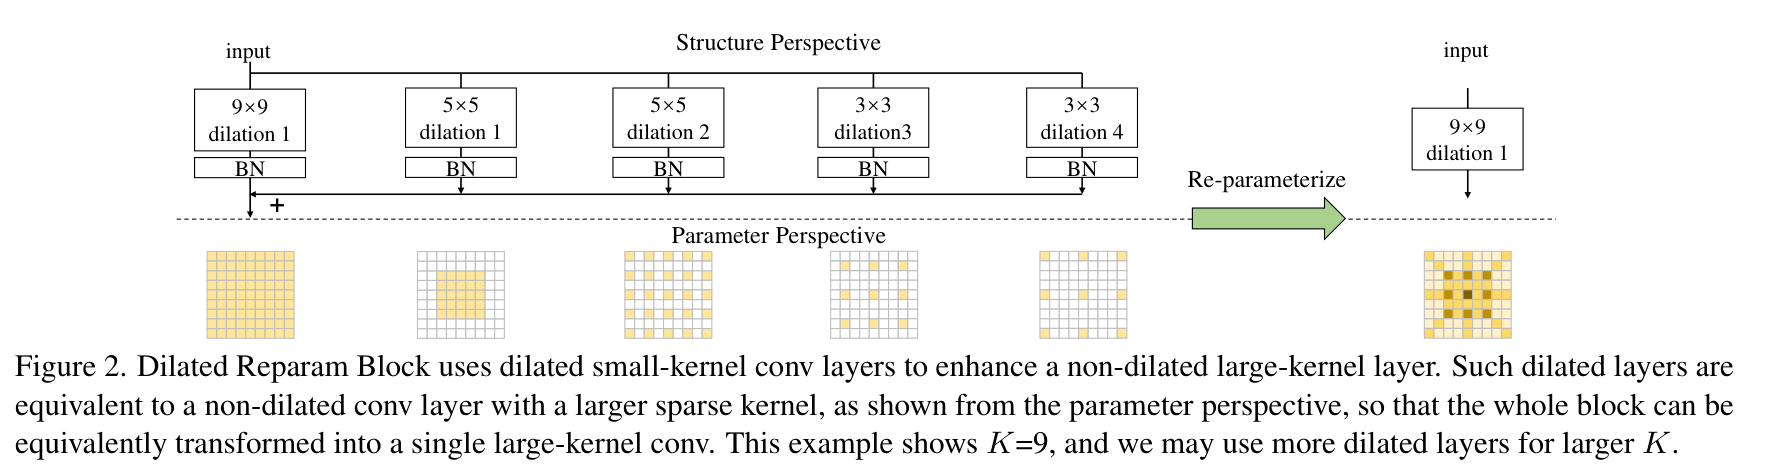 Structure Perspective
input
9×9
dilation 1
BN
5×5
dilation 1
BN
5×5
dilation 2
BN
3×3
dilation3
BN
3×3
dilation 4
BN
+
Re-parameterize
input
9×9
dilation 1
Parameter Perspective
Figure 2. Dilated Reparam Block uses dilated small-kernel conv layers to enhance a non-dilated large-kernel layer. Such dilated layers are
equivalent to a non-dilated conv layer with a larger sparse kernel, as shown from the parameter perspective, so that the whole block can be
equivalently transformed into a single large-kernel conv. This example shows K=9, and we may use more dilated layers for larger K.